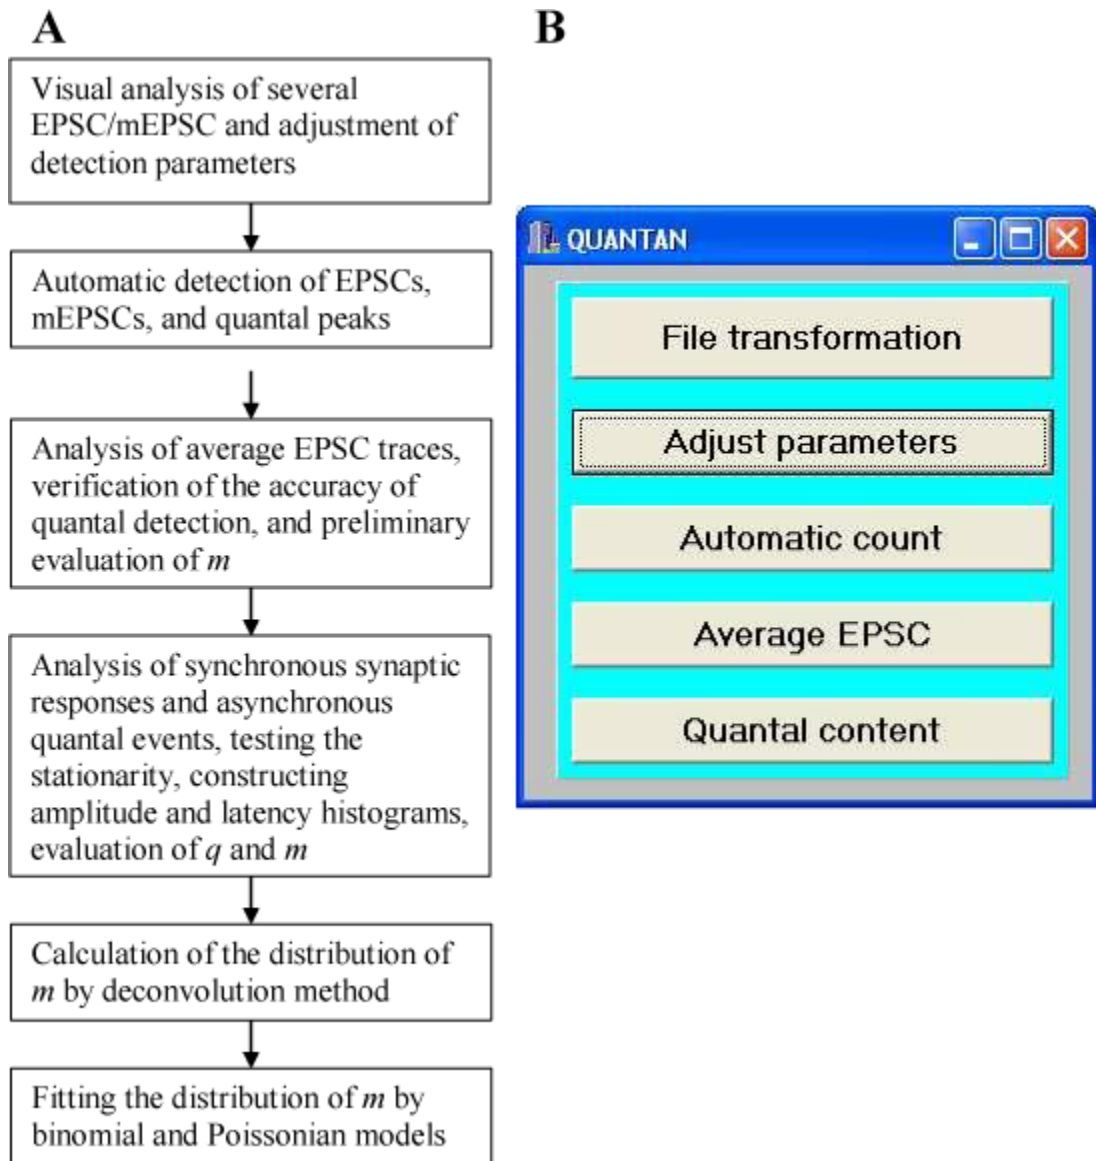 A
Visual analysis of several
EPSC/mEPSC and adjustment of
detection parameters
Automatic detection of EPSCs,
mEPSCs, and quantal peaks
Analysis of average EPSC traces,
verification of the accuracy of
quantal detection, and preliminary
evaluation of m
Analysis of synchronous synaptic
responses and asynchronous
quantal events, testing the
stationarity, constructing
amplitude and latency histograms,
evaluation of q and m
Calculation of the distribution of
m by deconvolution method
Fitting the distribution of m by
binomial and Poissonian models
B
QUANTAN
File transformation
Adjust parameters
Automatic count
Average EPSC
Quantal content